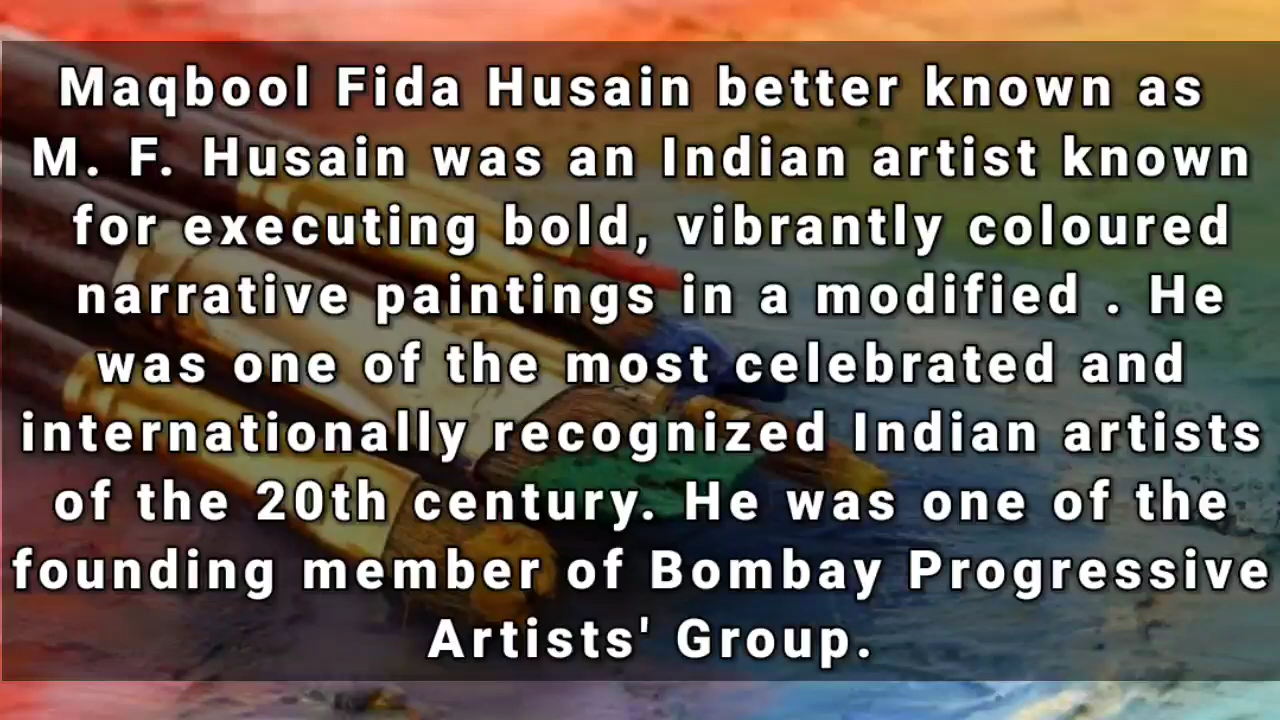 Maqbool Fida Husain better known as
M. F. Husain was an Indian artist known
for executing bold, vibrantly coloured
narrative paintings in a modified . He
was one of the most celebrated and
internationally recognized Indian artists
of the 20th century. He was one of the
founding member of Bombay Progressive
Artists' Group.